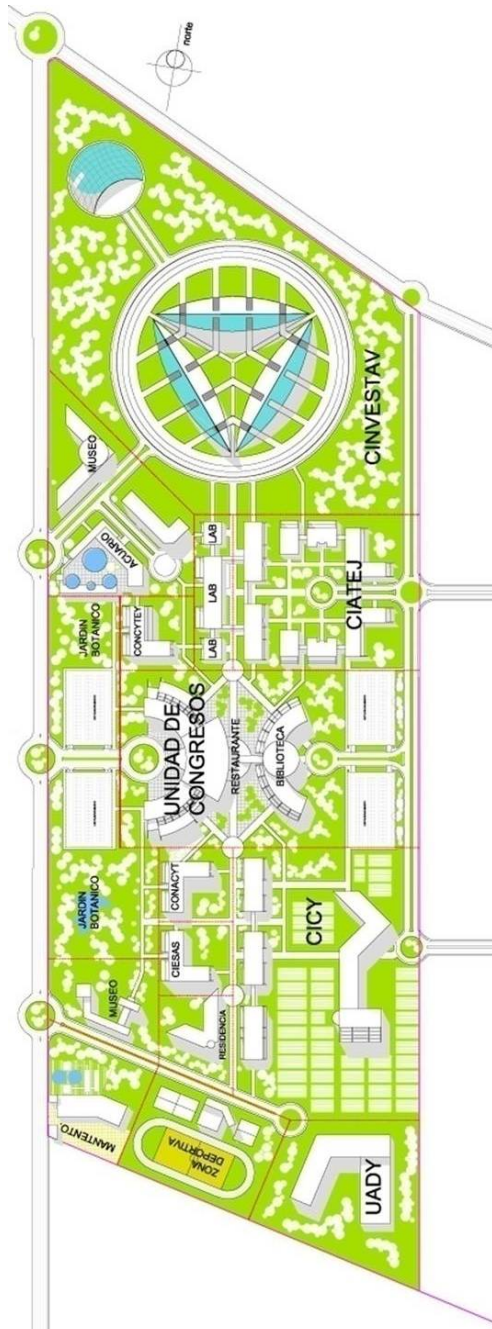 norte
CINVESTAV
MUSEO
ACUARIO
LAB
LAB
LAB
CIATEJ
JARDIN
BOTANICO
CONCYTEY
UNIDAD DE
CONGRESOS
RESTAURANTE
BIBLIOTECA
JARDIN
BOTANICO
CONACYT
CIESAS
CICY
MUSEO
RESIDENCIA
MANTENTO.
ZONA
DEPORTIVA
UADY